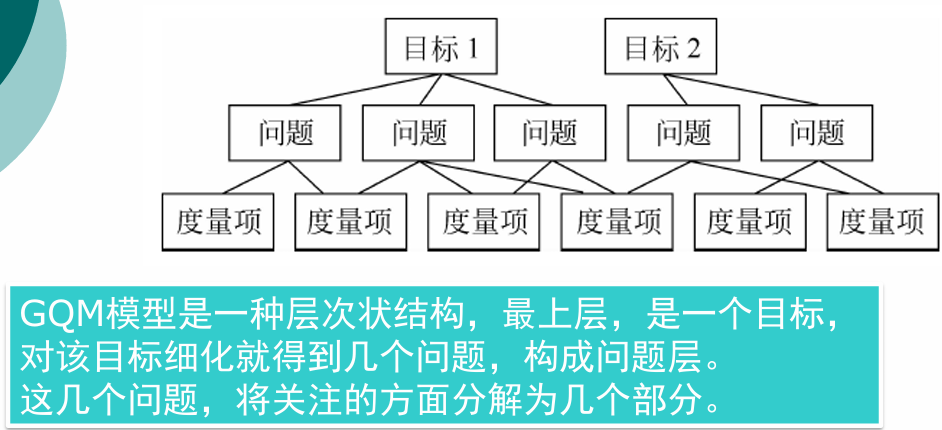 目标 1 目标 2
问题 问题 问题 问题 问题
度量项 度量项 度量项 度量项 度量项 度量项
GQM模型是一种层次状结构，最上层，是一个目标，
对该目标细化就得到几个问题，构成问题层。
这几个问题，将关注的方面分解为几个部分。